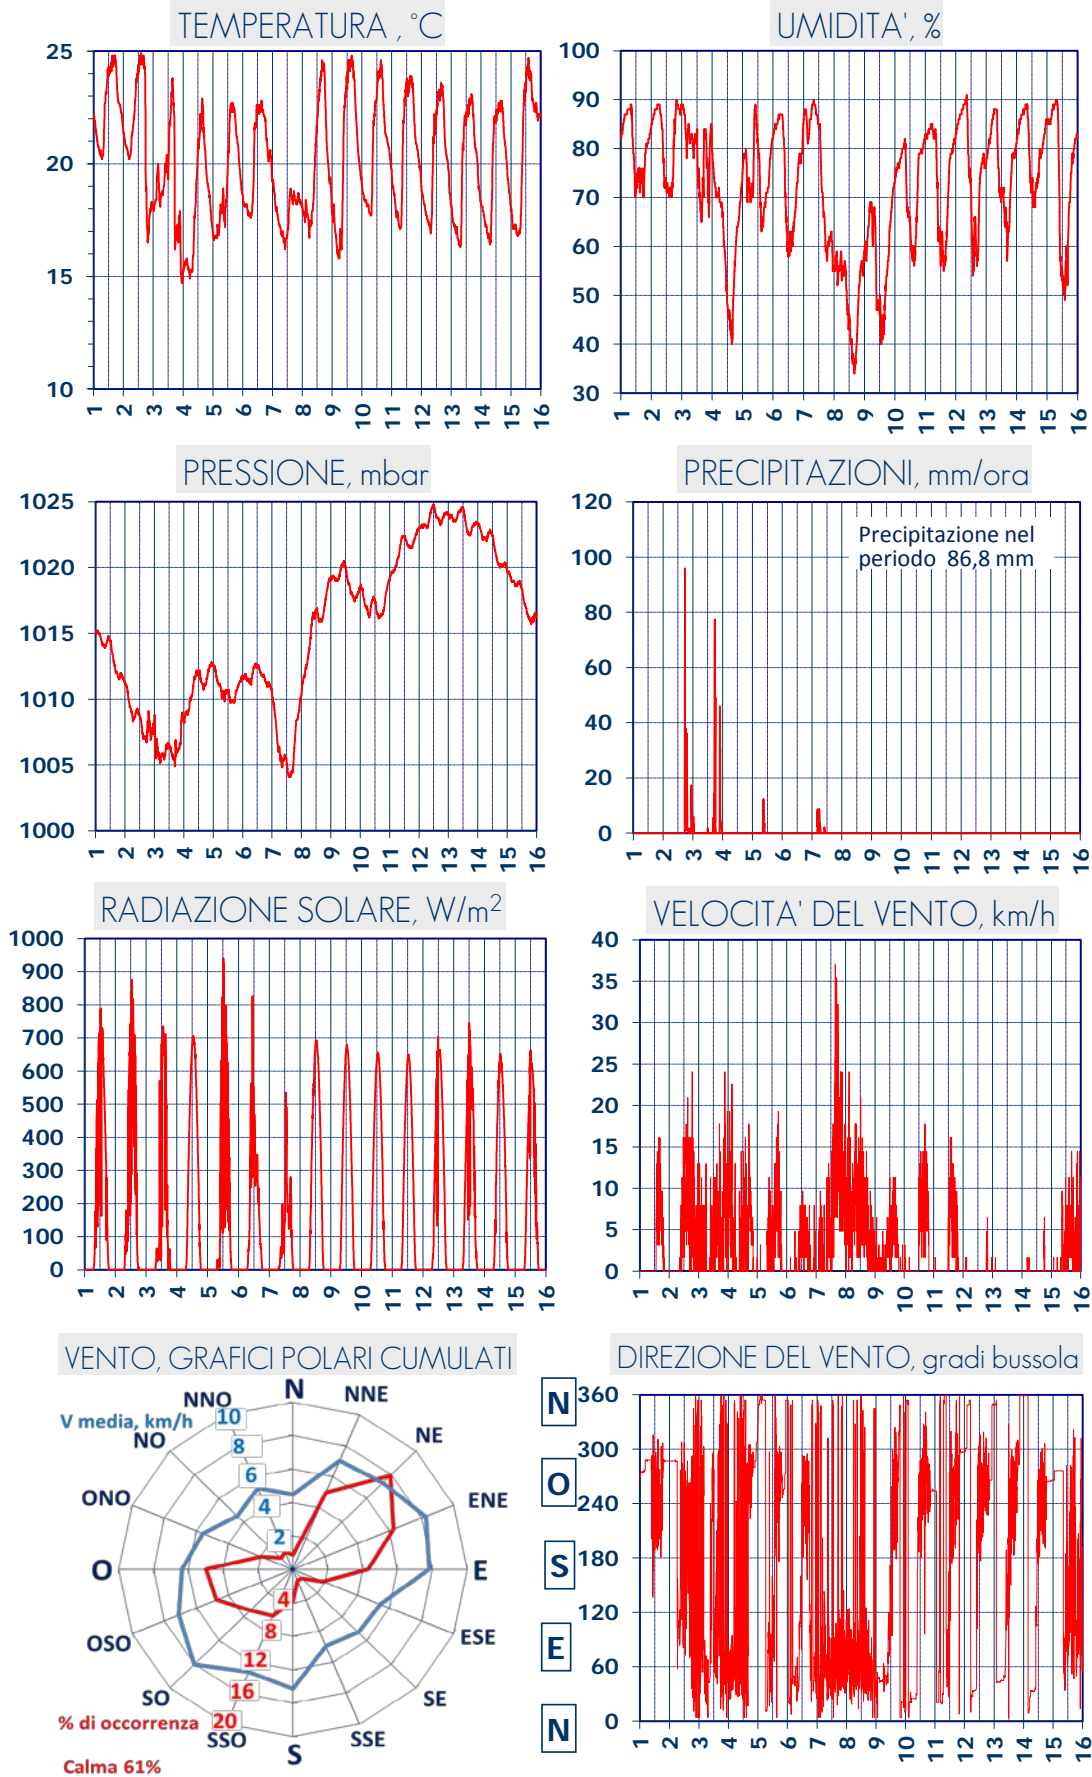 TEMPERATURA , °C
25
20
15
10
1 2 3 4 5 6 7 8 9 10 11 12 13 14 15 16
UMIDITA', %
100
90
80
70
60
50
40
30
1 2 3 4 5 6 7 8 9 10 11 12 13 14 15 16
PRESSIONE, mbar
1025
1020
1015
1010
1005
1000
1 2 3 4 5 6 7 8 9 10 11 12 13 14 15 16
PRECIPITAZIONI, mm/ora
120
100
80
60
40
20
0
Precipitazione nel
periodo 86,8 mm
1 2 3 4 5 6 7 8 9 10 11 12 13 14 15 16
RADIAZIONE SOLARE, W/m²
1000
900
800
700
600
500
400
300
200
100
0
1 2 3 4 5 6 7 8 9 10 11 12 13 14 15 16
VELOCITA' DEL VENTO, km/h
40
35
30
25
20
15
10
5
0
1 2 3 4 5 6 7 8 9 10 11 12 13 14 15 16
VENTO, GRAFICI POLARI CUMULATI
N
NNE
NE
ENE
E
ESE
SE
SSE
S
SSO
SO
OSO
O
ONO
NO
NNO
V media, km/h
10
8
6
4
2
4
8
12
16
20
% di occorrenza
Calma 61%
DIREZIONE DEL VENTO, gradi bussola
N 360
300
O 240
S 180
120
E 60
N 0
1 2 3 4 5 6 7 8 9 10 11 12 13 14 15 16